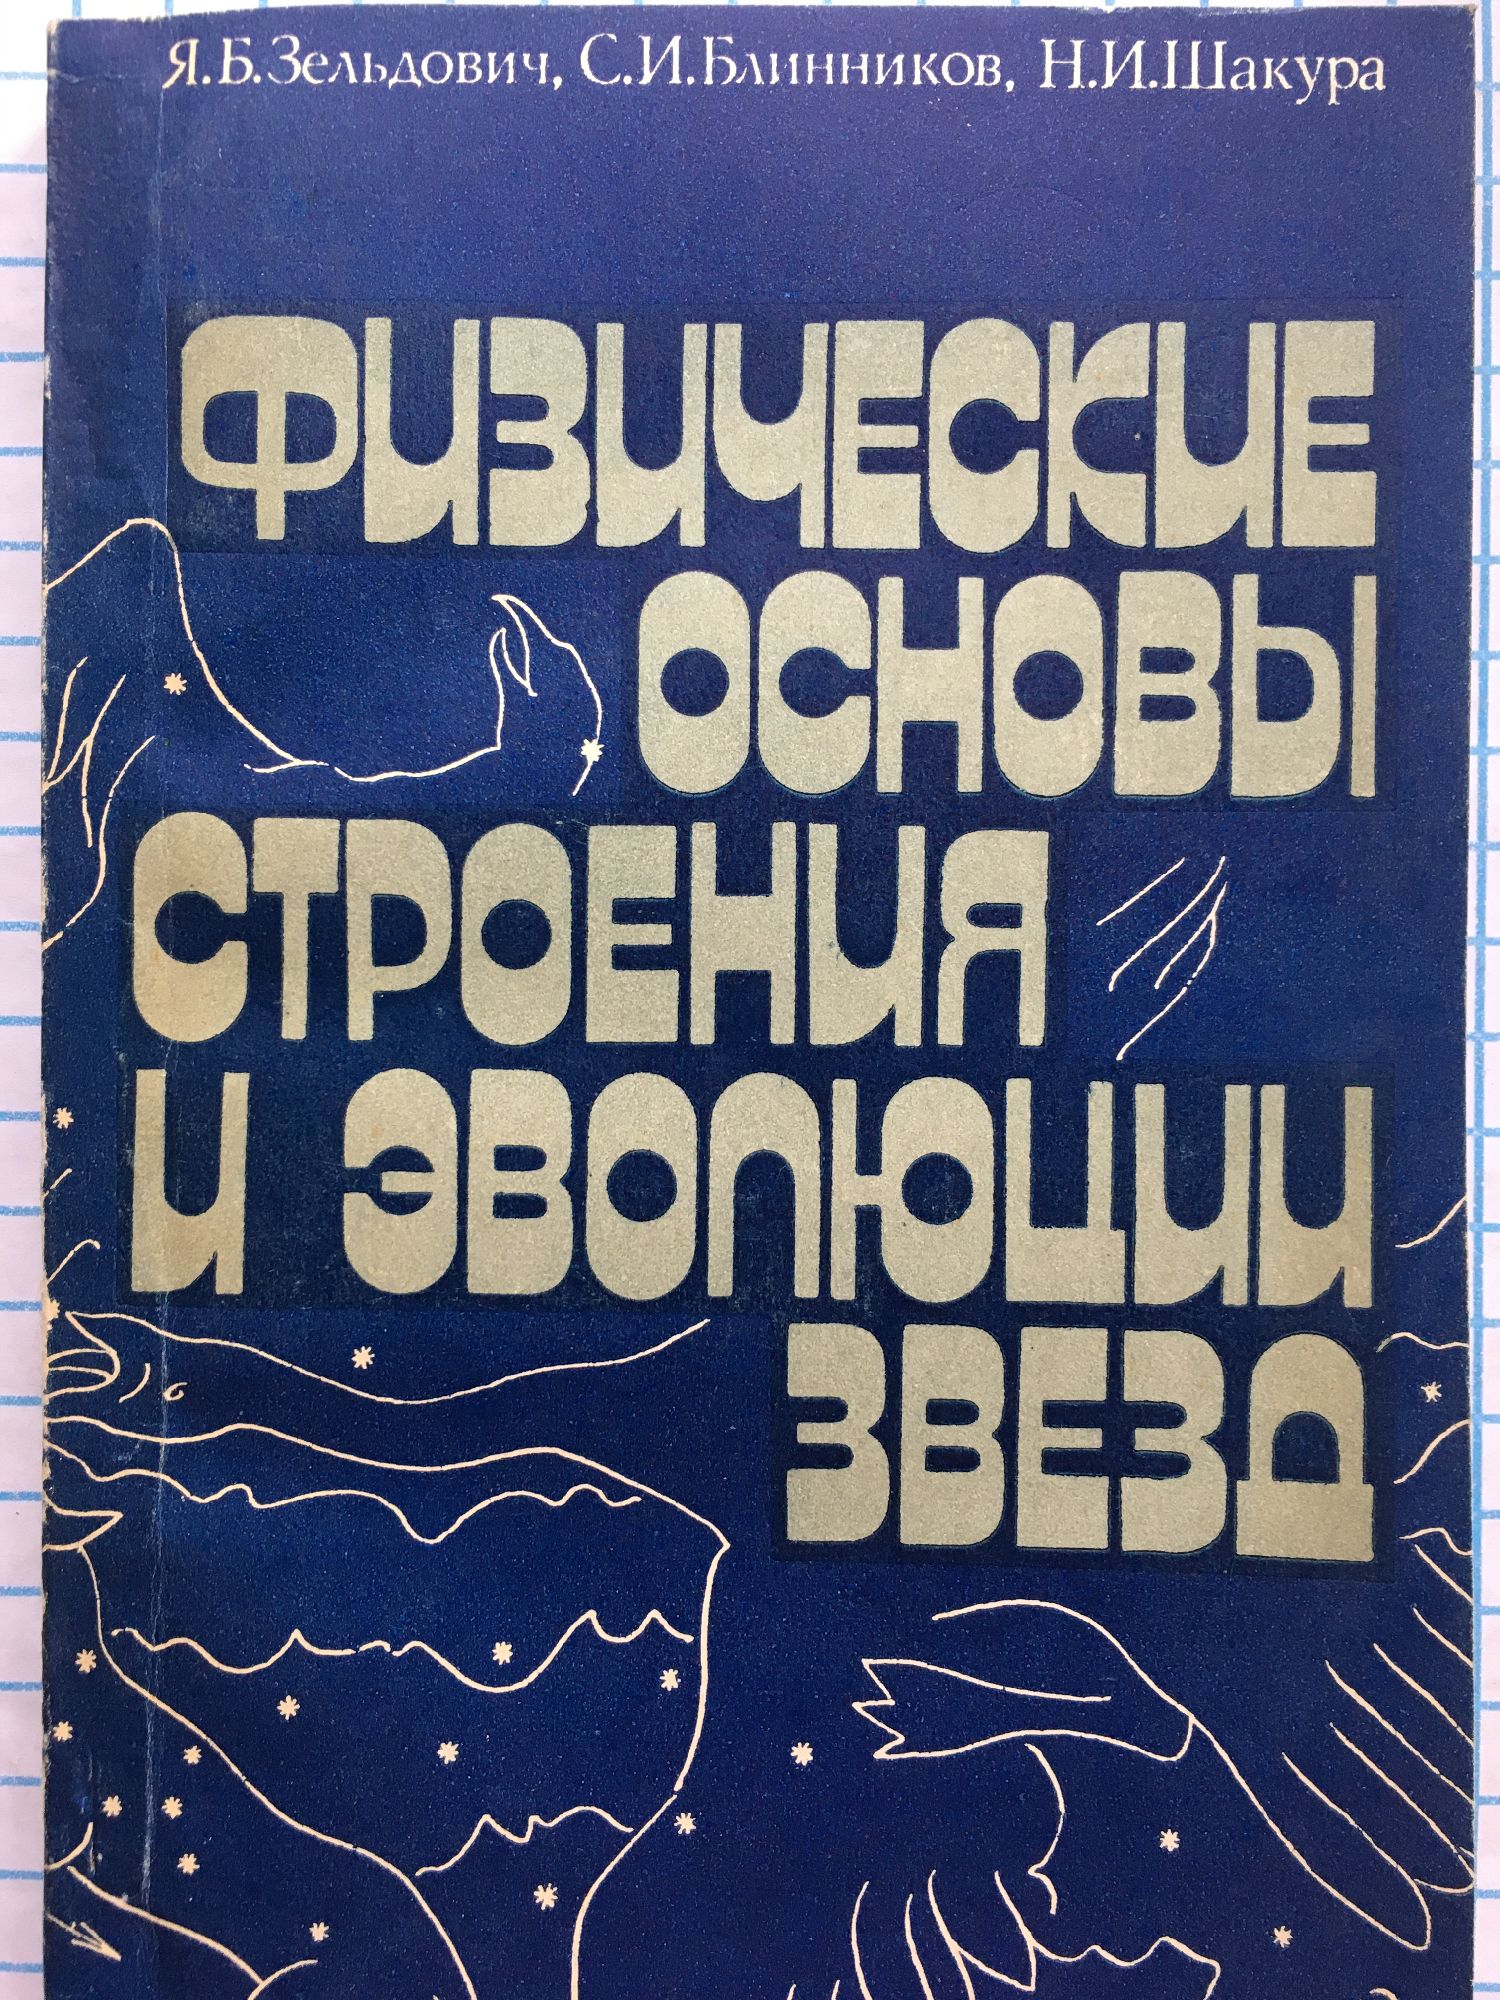 Я.Б.Зельдович, С.И.Блинников, Н.И.Шакура
ФИЗИЧЕСКИЕ
ОСНОВЫ
СТРОЕНИЯ
И ЭВОЛЮЦИИ
ЗВЕЗД